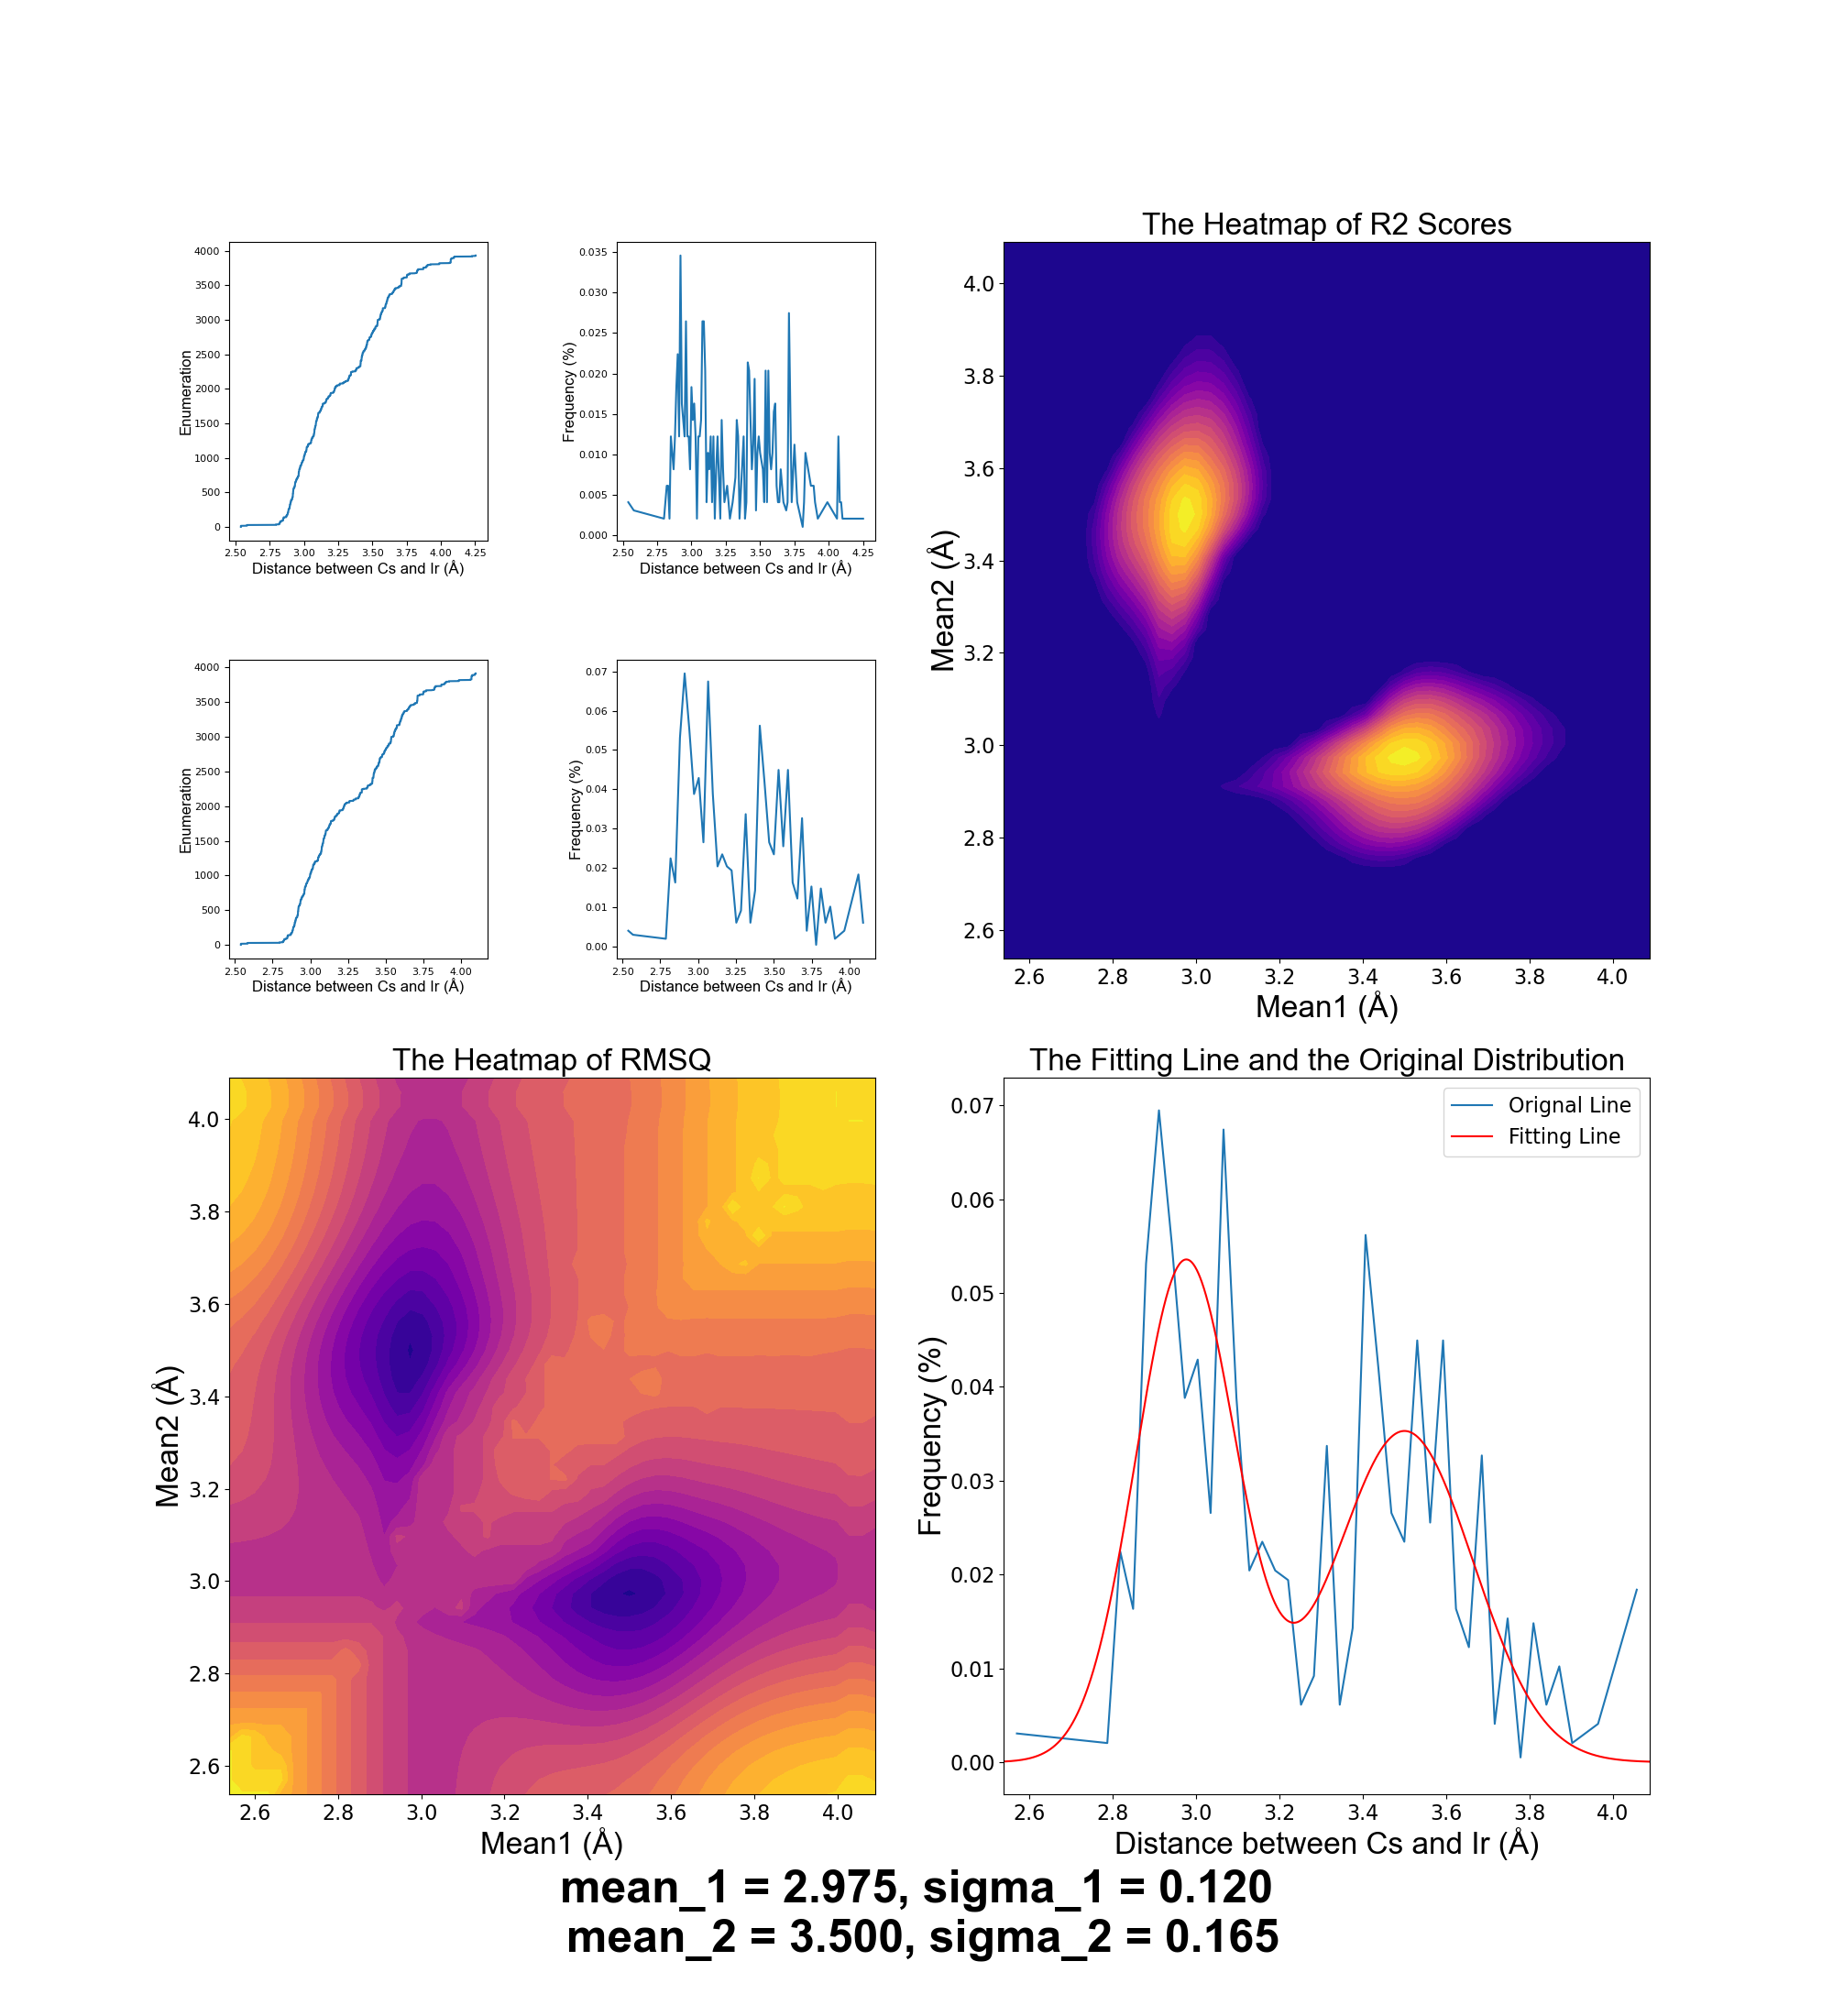 4000
3500
3000
2500
2000
1500
1000
500
0
Enumeration
2.50 2.75 3.00 3.25 3.50 3.75 4.00 4.25
Distance between Cs and Ir (Å)
0.035
0.030
0.025
0.020
0.015
0.010
0.005
0.000
Frequency (%)
2.50 2.75 3.00 3.25 3.50 3.75 4.00 4.25
Distance between Cs and Ir (Å)
The Heatmap of R2 Scores
4.0
3.8
3.6
3.4
3.2
3.0
2.8
2.6
Mean2 (Å)
2.6 2.8 3.0 3.2 3.4 3.6 3.8 4.0
Mean1 (Å)
4000
3500
3000
2500
2000
1500
1000
500
0
Enumeration
2.50 2.75 3.00 3.25 3.50 3.75 4.00
Distance between Cs and Ir (Å)
0.07
0.06
0.05
0.04
0.03
0.02
0.01
0.00
Frequency (%)
2.50 2.75 3.00 3.25 3.50 3.75 4.00
Distance between Cs and Ir (Å)
The Heatmap of RMSQ
4.0
3.8
3.6
3.4
3.2
3.0
2.8
2.6
Mean2 (Å)
2.6 2.8 3.0 3.2 3.4 3.6 3.8 4.0
Mean1 (Å)
The Fitting Line and the Original Distribution
Orignal Line
Fitting Line
0.07
0.06
0.05
0.04
0.03
0.02
0.01
0.00
Frequency (%)
2.6 2.8 3.0 3.2 3.4 3.6 3.8 4.0
Distance between Cs and Ir (Å)
mean_1 = 2.975, sigma_1 = 0.120
mean_2 = 3.500, sigma_2 = 0.165